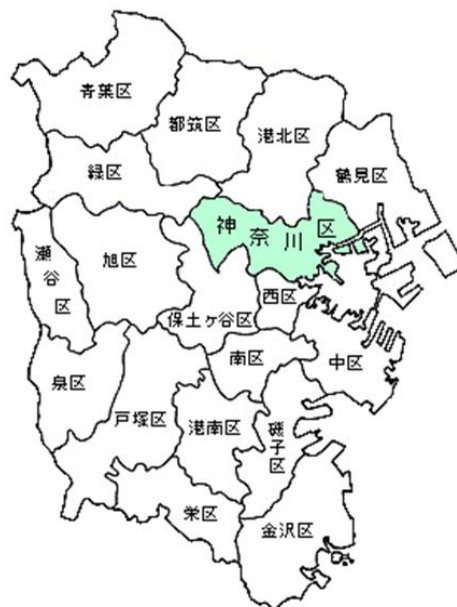 青葉区
都筑区
港北区
緑区
鶴見区
神奈川区
瀬谷区
旭区
保土ヶ谷区
西区
中区
南区
泉区
戸塚区
港南区
磯子区
栄区
金沢区